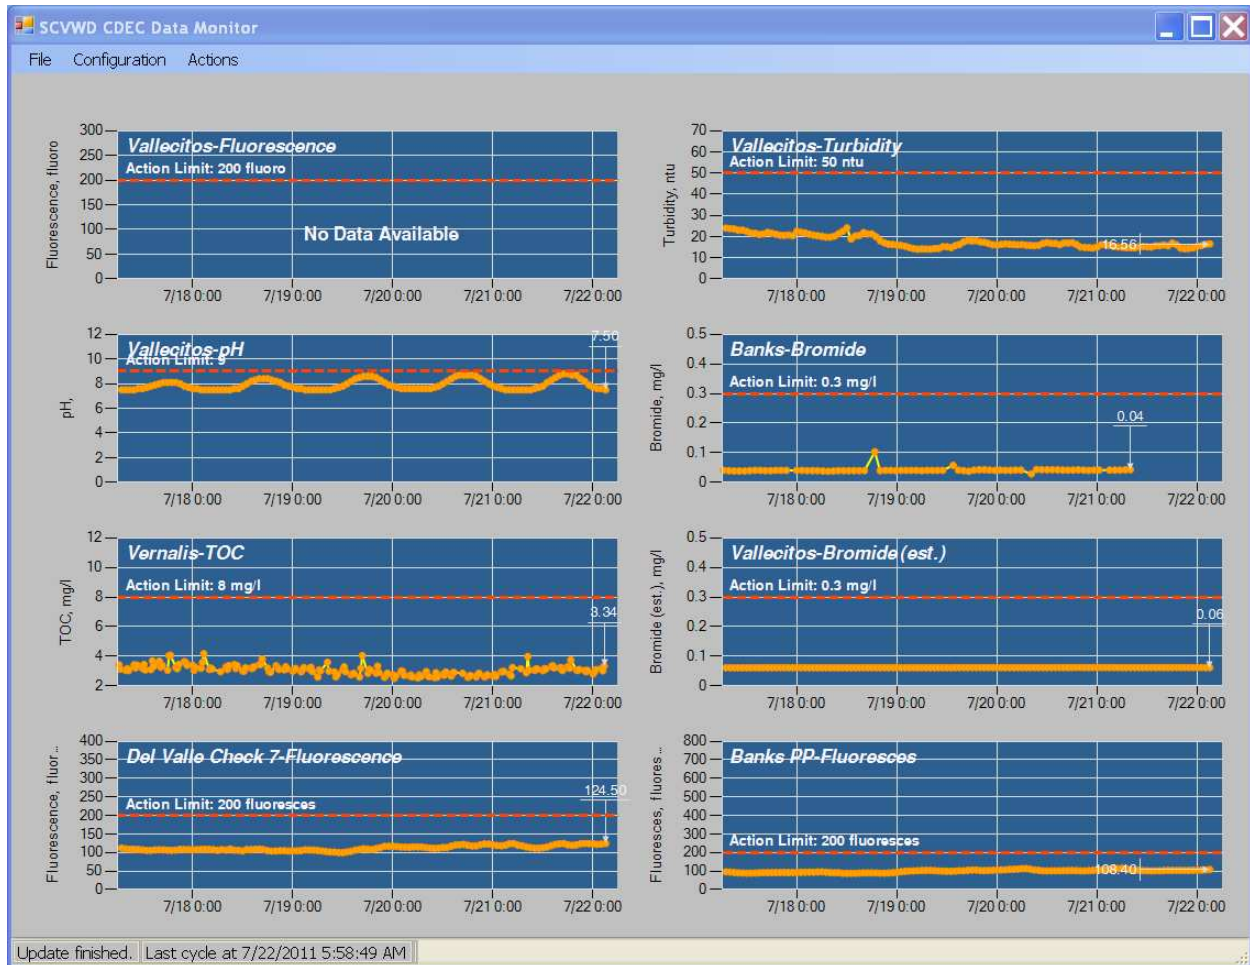 SCVWD CDEC Data Monitor
File Configuration Actions
Vallecitos-Fluorescence
Action Limit: 200 fluoro
No Data Available
Fluorescence, fluoro
300
250
200
150
100
50
0
7/18 0:00 7/19 0:00 7/20 0:00 7/21 0:00 7/22 0:00
Vallecitos-Turbidity
Action Limit: 50 ntu
Turbidity, ntu
70
60
50
40
30
20
10
0
16.56
7/18 0:00 7/19 0:00 7/20 0:00 7/21 0:00 7/22 0:00
Vallecitos-pH
Action Limit: 9
pH,
12
10
8
6
4
2
0
7.50
7/18 0:00 7/19 0:00 7/20 0:00 7/21 0:00 7/22 0:00
Banks-Bromide
Action Limit: 0.3 mg/l
Bromide, mg/l
0.5
0.4
0.3
0.2
0.1
0
0.04
7/18 0:00 7/19 0:00 7/20 0:00 7/21 0:00 7/22 0:00
Vernalis-TOC
Action Limit: 8 mg/l
TOC, mg/l
12
10
8
6
4
2
3.34
7/18 0:00 7/19 0:00 7/20 0:00 7/21 0:00 7/22 0:00
Vallecitos-Bromide (est.)
Action Limit: 0.3 mg/l
Bromide (est.), mg/l
0.5
0.4
0.3
0.2
0.1
0
0.06
7/18 0:00 7/19 0:00 7/20 0:00 7/21 0:00 7/22 0:00
Del Valle Check 7-Fluorescence
Action Limit: 200 fluoresces
Fluorescence, fluor...
400
350
300
250
200
150
100
50
0
124.50
7/18 0:00 7/19 0:00 7/20 0:00 7/21 0:00 7/22 0:00
Banks PP-Fluoresces
Action Limit: 200 fluoresces
Fluoresces, fluores...
800
700
600
500
400
300
200
100
0
108.40
7/18 0:00 7/19 0:00 7/20 0:00 7/21 0:00 7/22 0:00
Update finished. Last cycle at 7/22/2011 5:58:49 AM